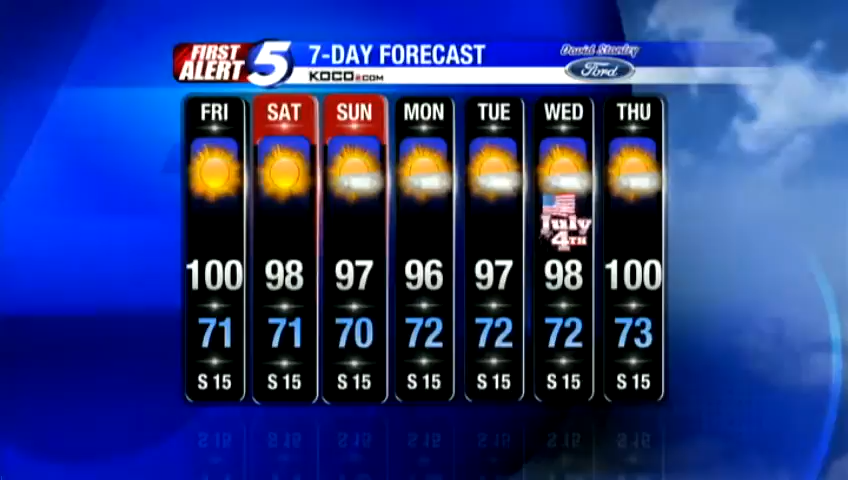 FIRST ALERT 5
7-DAY FORECAST
KOCO.COM
David Stanley
Ford
FRI SAT SUN MON TUE WED THU
July
4TH
100 98 97 96 97 98 100
71 71 70 72 72 72 73
S 15 S 15 S 15 S 15 S 15 S 15 S 15